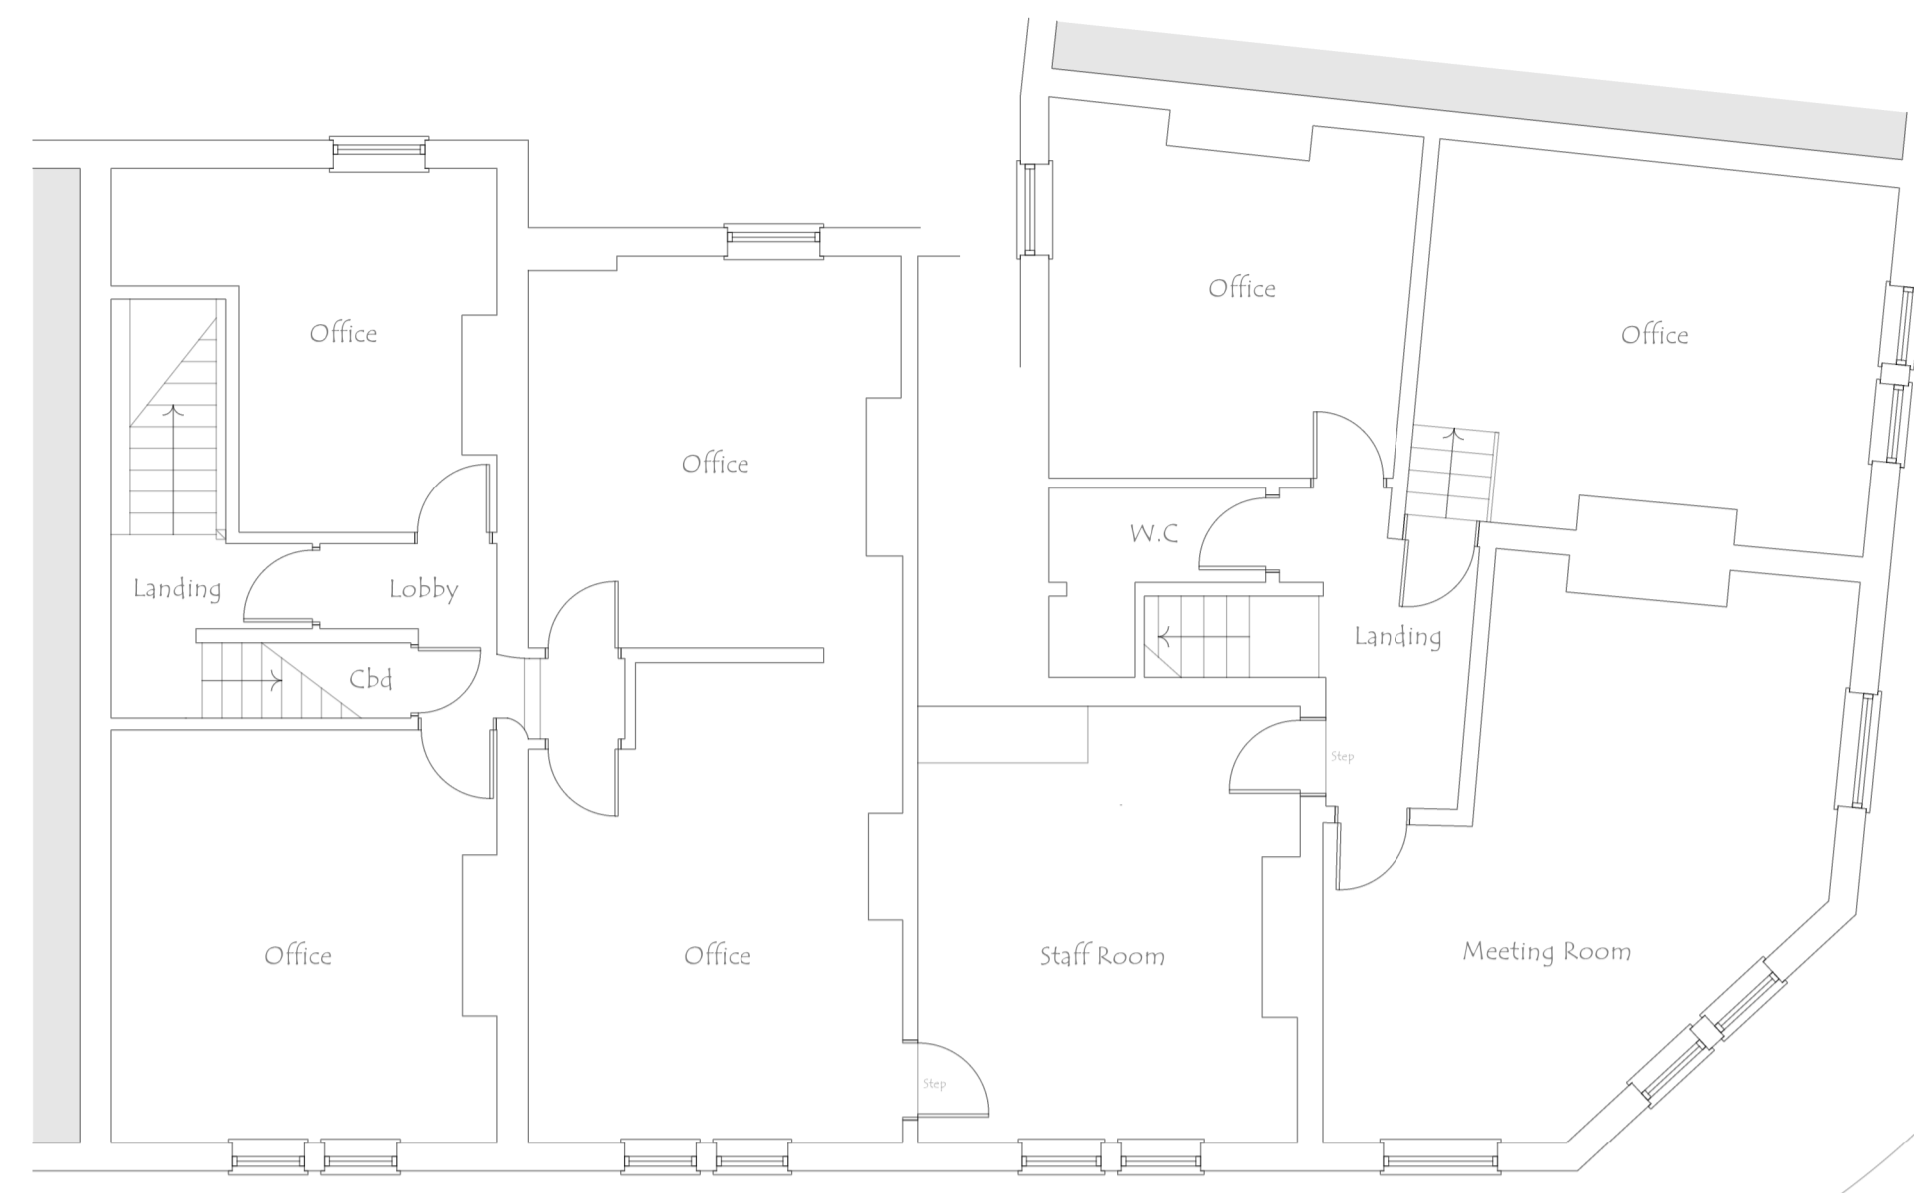 Office
Office
Office
Office
W.C
Landing
Lobby
Landing
Cbd
Step
Office
Office
Staff Room
Meeting Room
Step